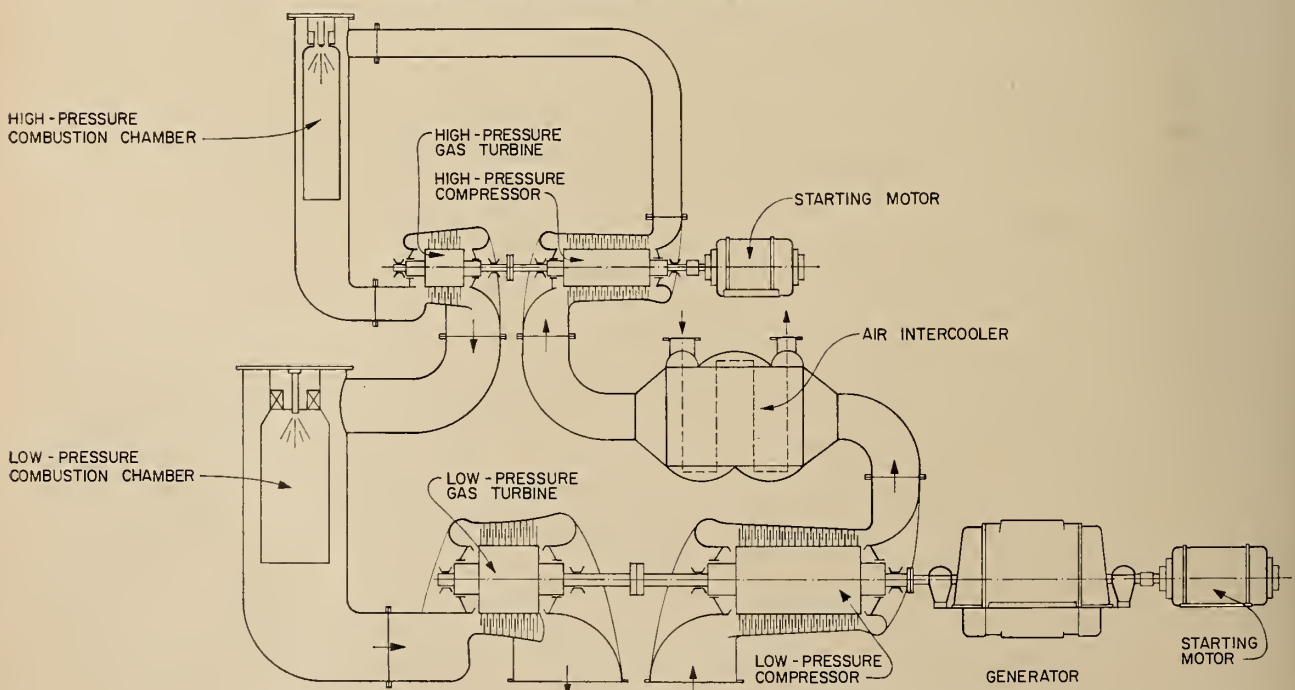 HIGH-PRESSURE
COMBUSTION CHAMBER
HIGH-PRESSURE
GAS TURBINE
HIGH-PRESSURE
COMPRESSOR
STARTING MOTOR
AIR INTERCOOLER
LOW-PRESSURE
COMBUSTION CHAMBER
LOW-PRESSURE
GAS TURBINE
LOW-PRESSURE
COMPRESSOR
GENERATOR
STARTING
MOTOR